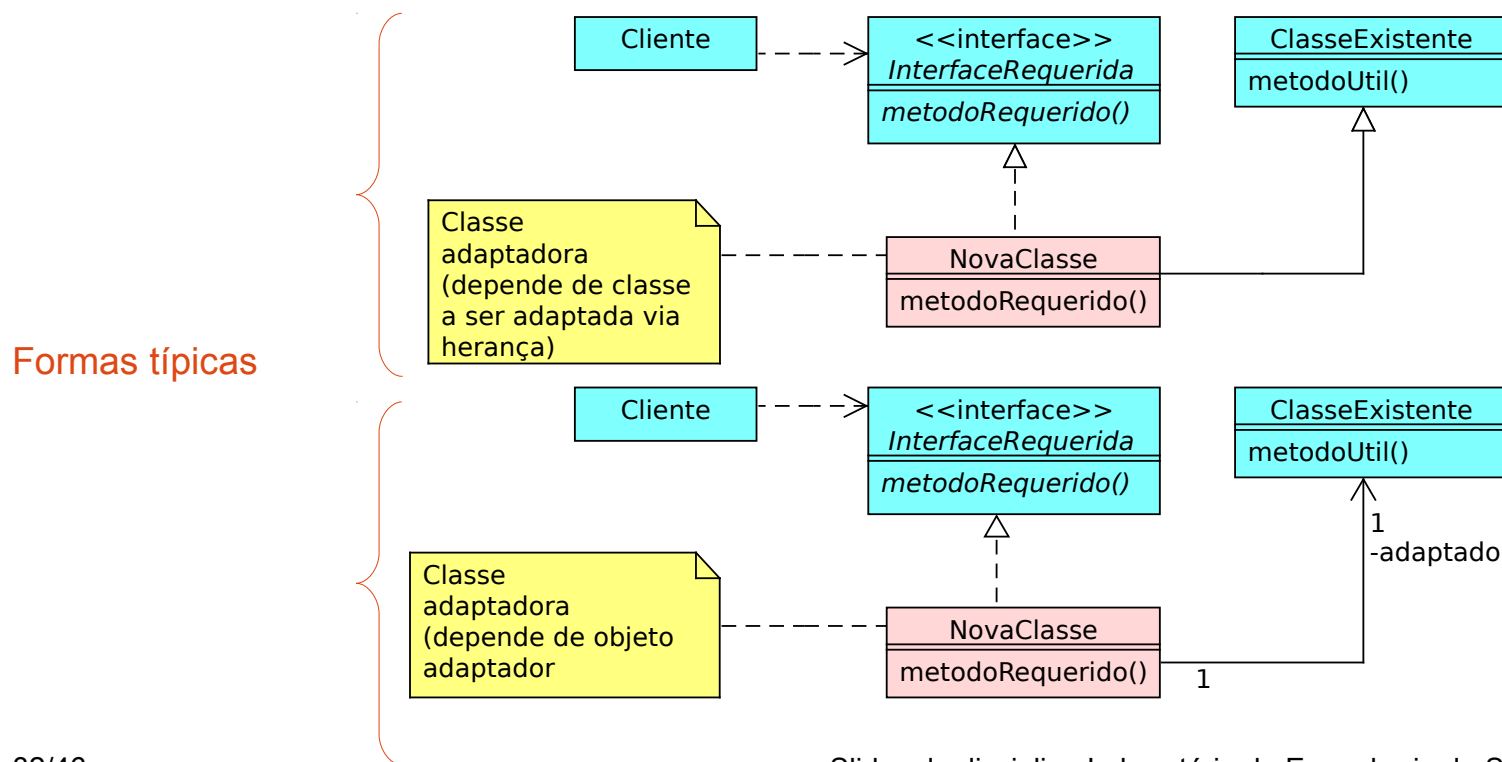 Cliente
<<interface>>
InterfaceRequerida
metodoRequerido()
ClasseExistente
metodoUtil()
Classe
adaptadora
(depende de classe
a ser adaptada via
herança)
NovaClasse
metodoRequerido()
Formas típicas
Cliente
<<interface>>
InterfaceRequerida
metodoRequerido()
ClasseExistente
metodoUtil()
1
-adaptado
Classe
adaptadora
(depende de objeto
adaptador
NovaClasse
metodoRequerido()
1